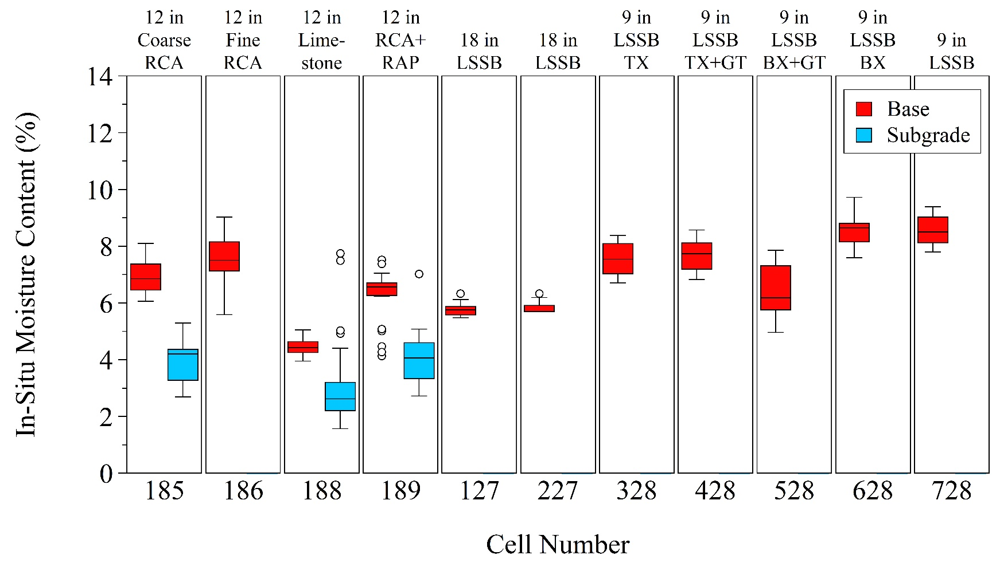 12 in
Coarse
RCA
12 in
Fine
RCA
12 in
Lime-
stone
12 in
RCA+
RAP
18 in
LSSB
18 in
LSSB
9 in
LSSB
TX
9 in
LSSB
TX+GT
9 in
LSSB
BX+GT
9 in
LSSB
BX
9 in
LSSB
In-Situ Moisture Content (%)
14
12
10
8
6
4
2
0
Base
Subgrade
185 186 188 189 127 227 328 428 528 628 728
Cell Number